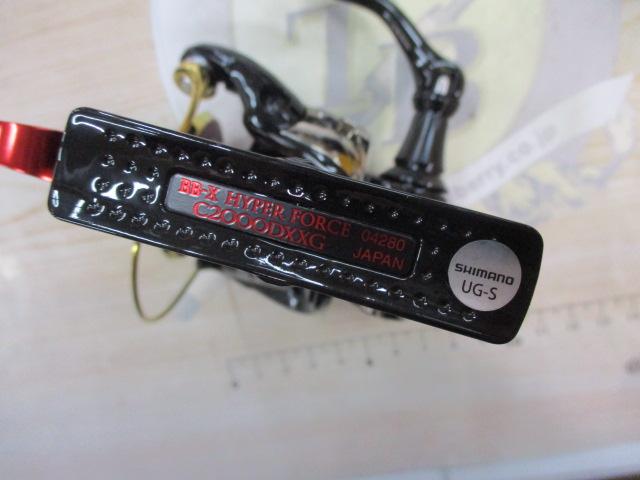 BB-X HYPER FORCE 04280
C2000DXXG JAPAN
SHIMANO
UG-S